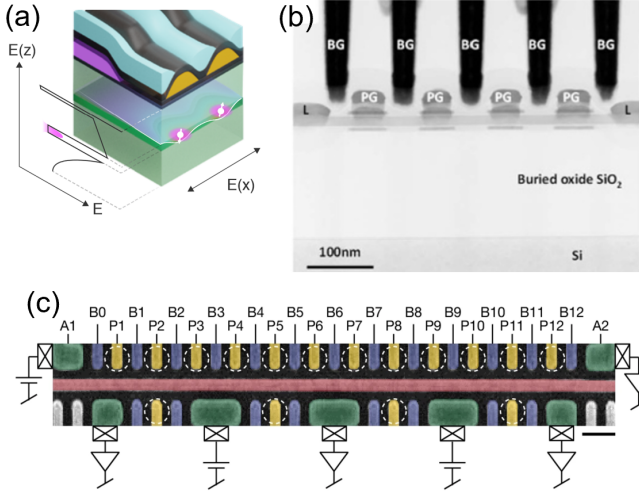 (a)
E(z)
E(x)
E
(b)
BG BG BG BG
PG PG PG PG
L L
Buried oxide SiO₂
100nm
Si
(c)
B0 B1 B2 B3 B4 B5 B6 B7 B8 B9 B10 B11 B12
A1 P1 P2 P3 P4 P5 P6 P7 P8 P9 P10 P11 P12 A2